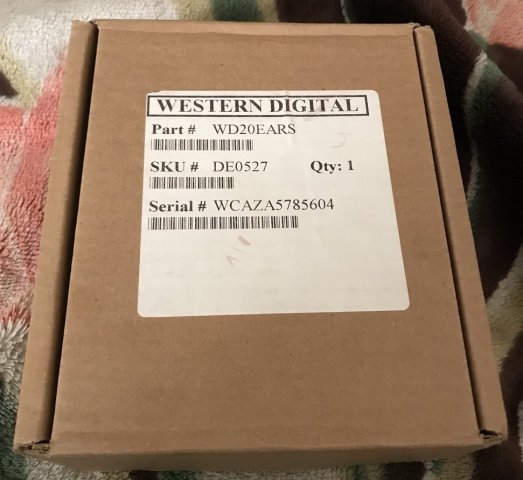 WESTERN DIGITAL
Part # WD20EARS
SKU # DE0527 Qty: 1
Serial # WCAZA5785604